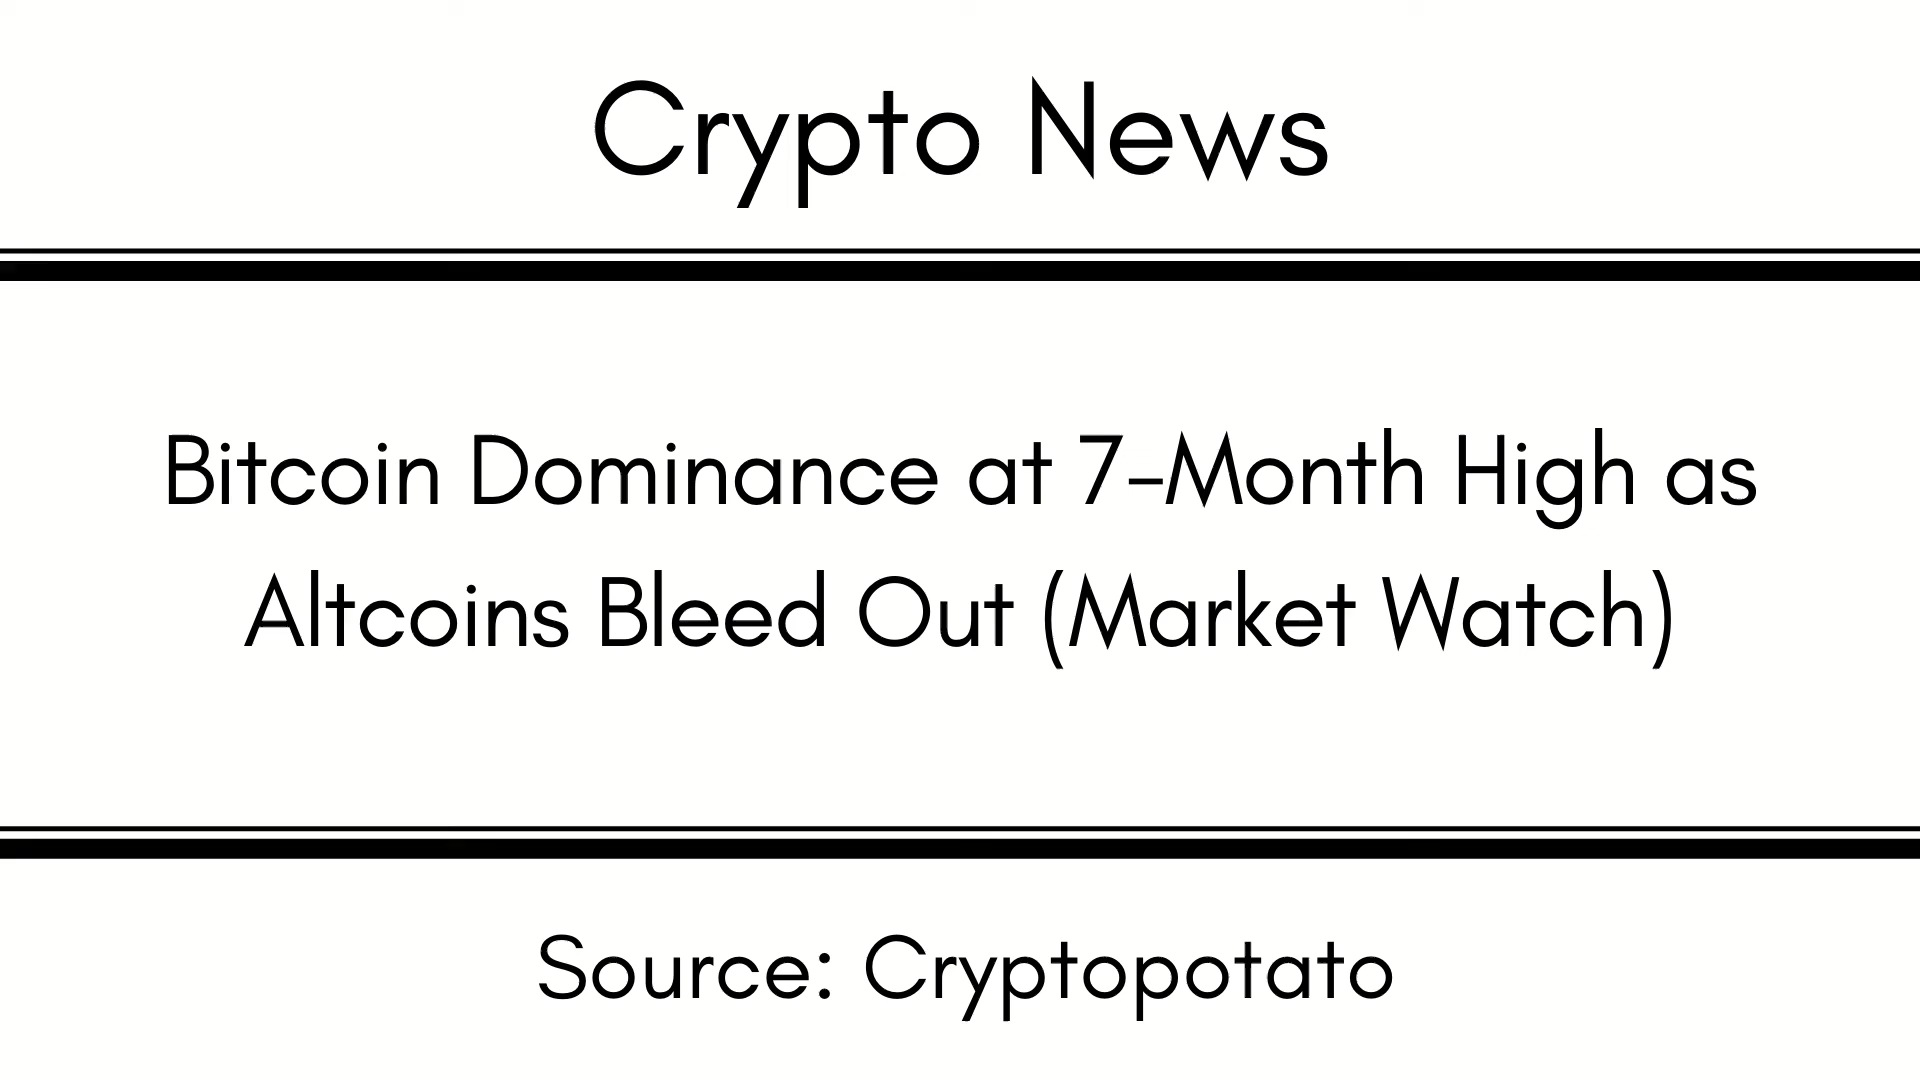 Crypto News
Bitcoin Dominance at 7-Month High as
Altcoins Bleed Out (Market Watch)
Source: Cryptopotato